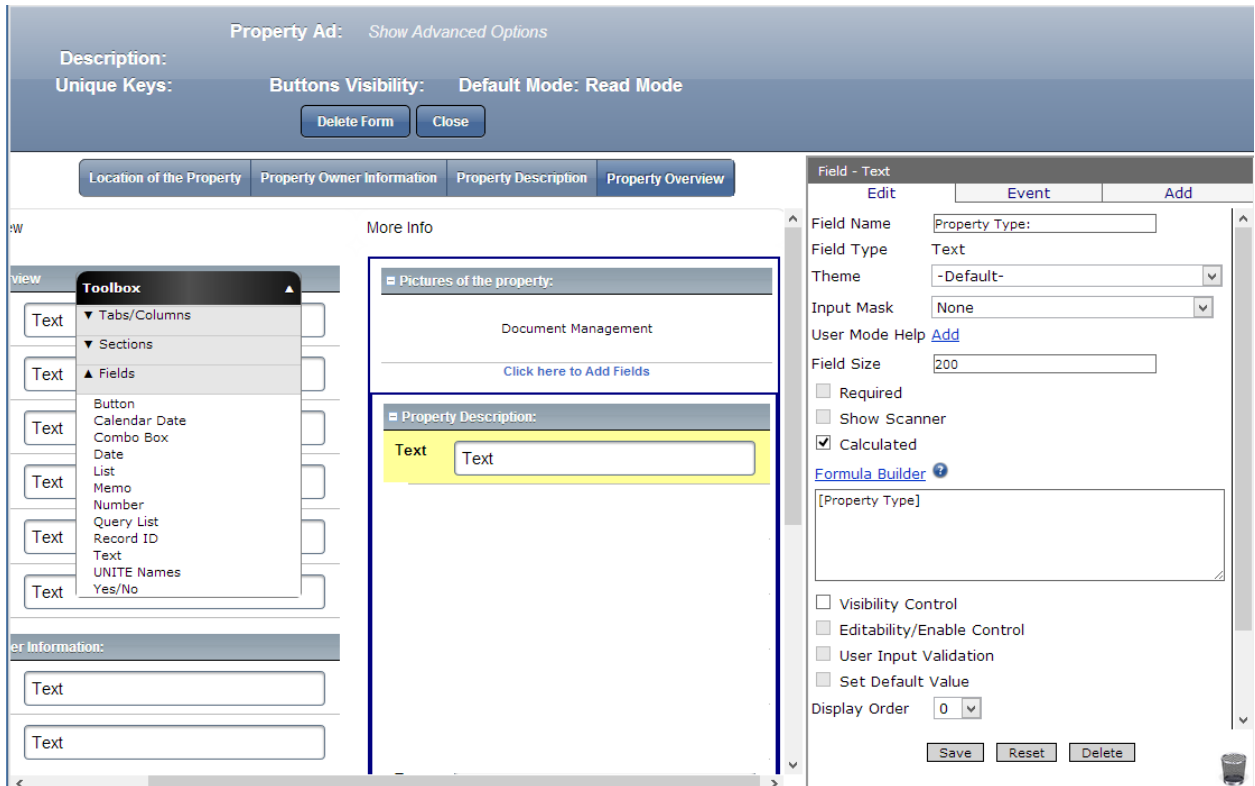 Property Ad: Show Advanced Options
Description:
Unique Keys: Buttons Visibility: Default Mode: Read Mode
Delete Form Close
Location of the Property Property Owner Information Property Description Property Overview
More Info
view
Text
Text
Text
Text
Text
Text
er Information:
Text
Text
Toolbox
Tabs/Columns
Sections
Fields
Button
Calendar Date
Combo Box
Date
List
Memo
Number
Query List
Record ID
Text
UNITE Names
Yes/No
Pictures of the property:
Document Management
Click here to Add Fields
Property Description:
Text Text
Field - Text
Edit Event Add
Field Name Property Type:
Field Type Text
Theme -Default-
Input Mask None
User Mode Help Add
Field Size 200
Required
Show Scanner
Calculated
Formula Builder ?
[Property Type]
Visibility Control
Editability/Enable Control
User Input Validation
Set Default Value
Display Order 0
Save Reset Delete